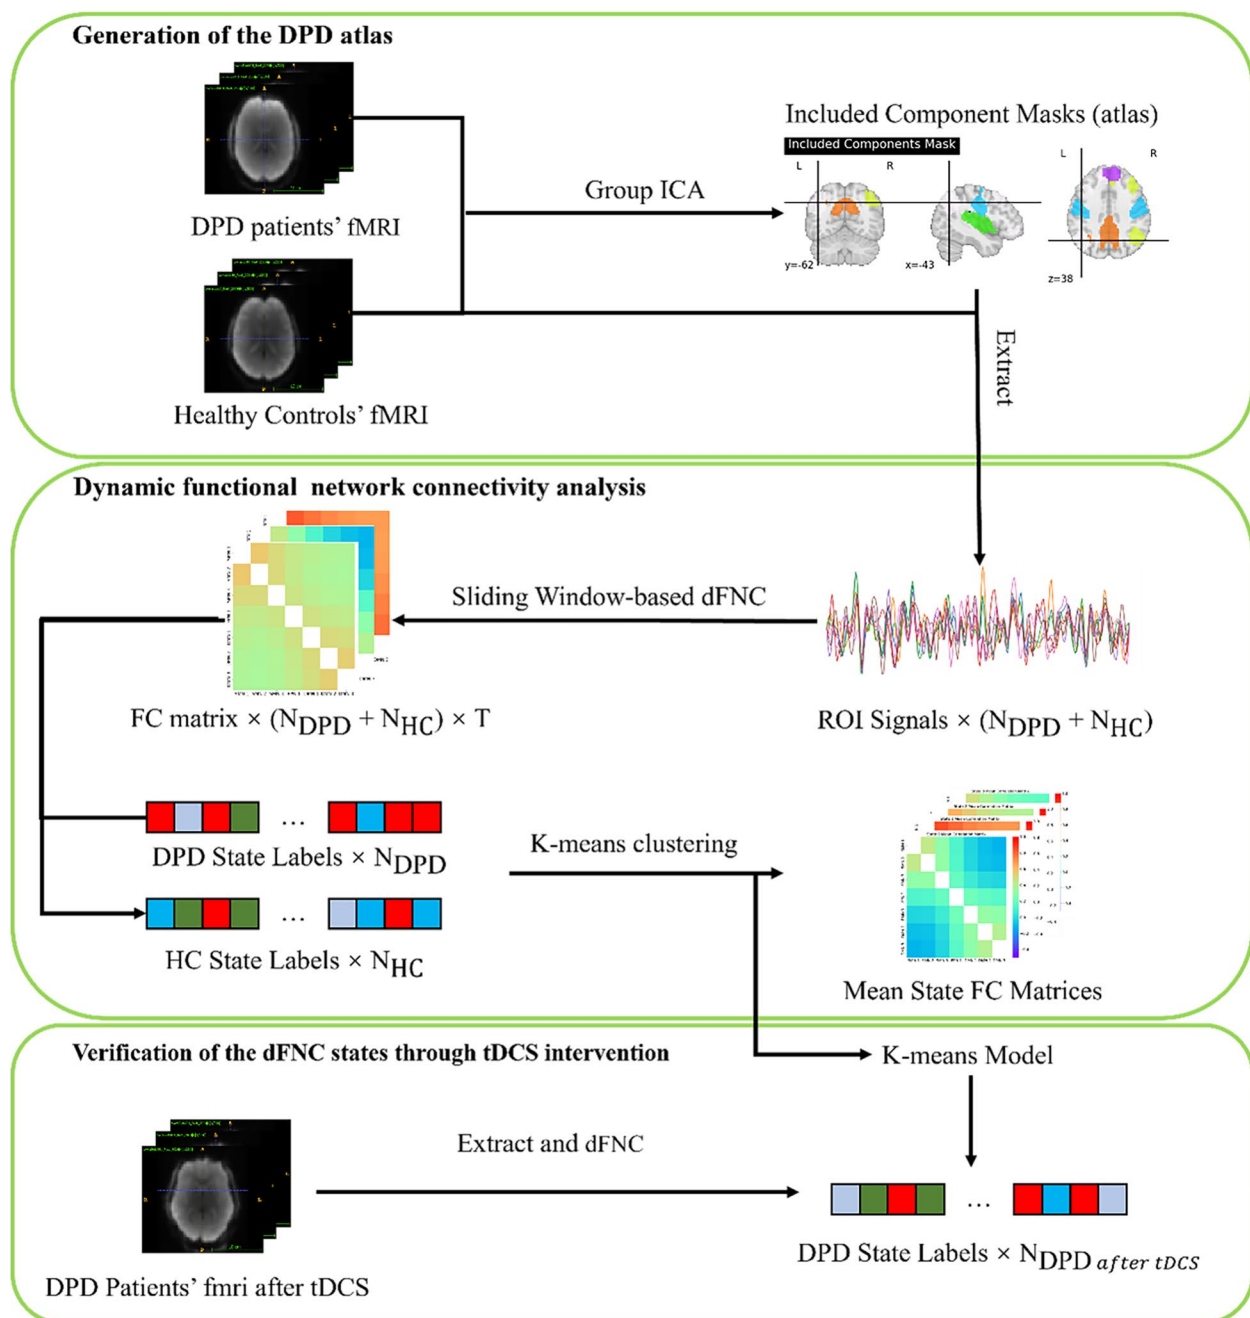 Generation of the DPD atlas
DPD patients’ fMRI
Healthy Controls’ fMRI
Group ICA
Included Component Masks (atlas)
Included Components Mask
L R L R
y=-62 x=-43 z=38
Extract
Dynamic functional network connectivity analysis
Sliding Window-based dFNC
FC matrix × (NDPD + NHC) × T
ROI Signals × (NDPD + NHC)
...
DPD State Labels × NDPD
K-means clustering
...
HC State Labels × NHC
Mean State FC Matrices
Verification of the dFNC states through tDCS intervention
K-means Model
Extract and dFNC
...
DPD State Labels × NDPD after tDCS
DPD Patients’ fmri after tDCS